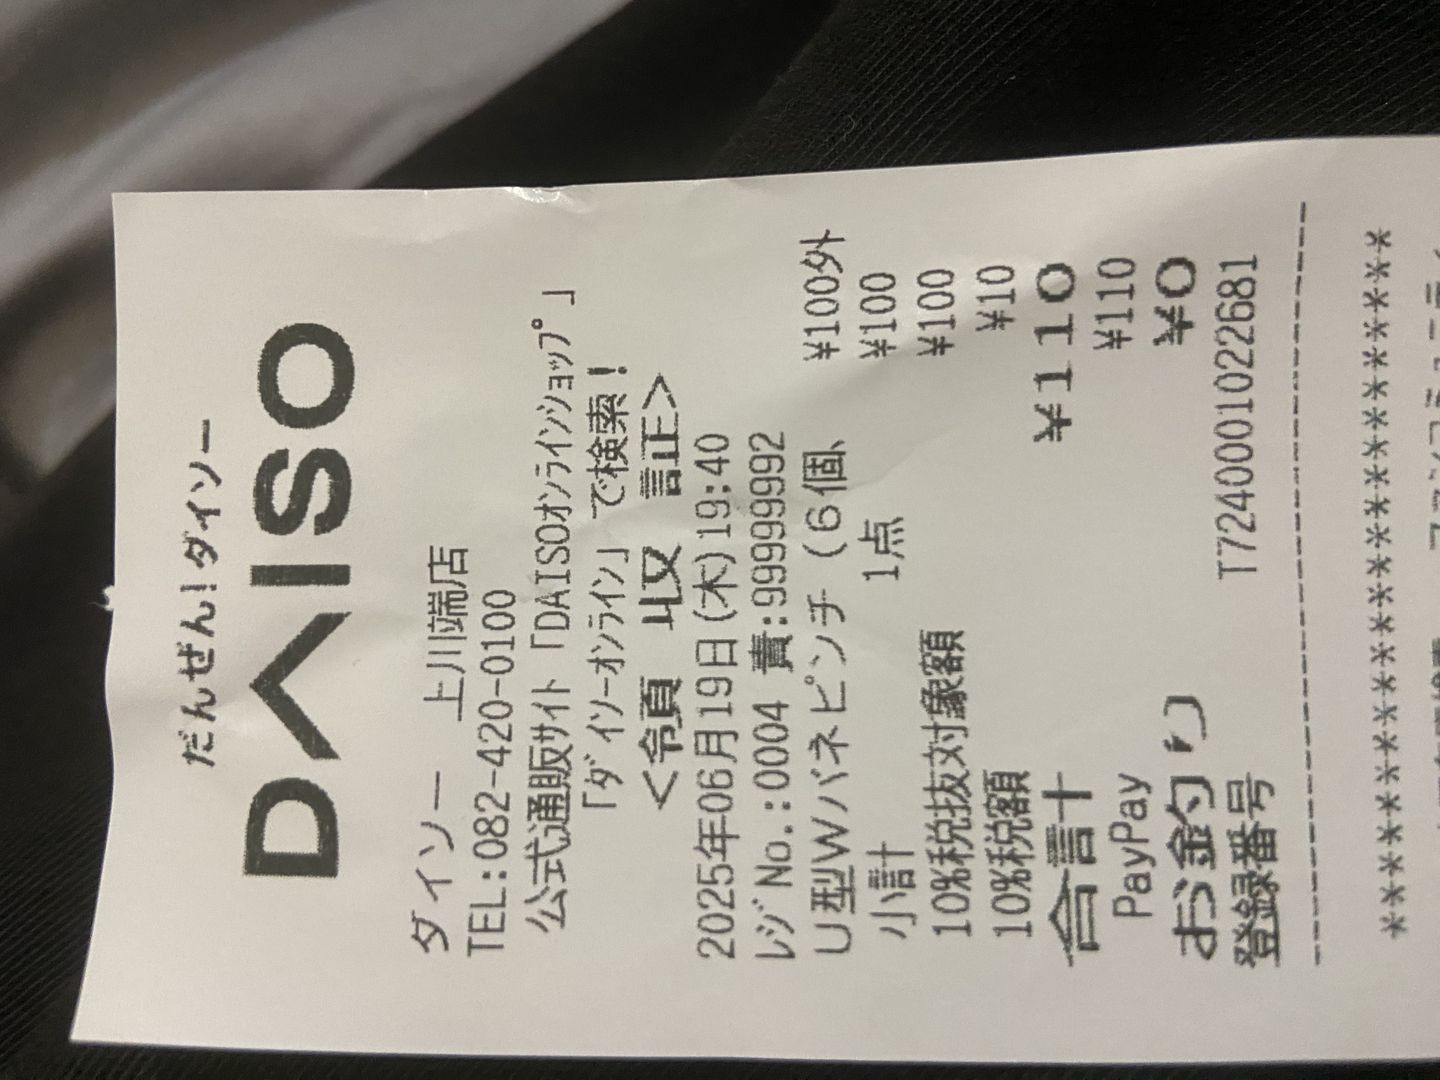 だんぜん!ダイソー
DAISO
ダイソー 上川端店
TEL:082-420-0100
公式通販サイト「DAISOオンラインショップ」
「ダイソーオンライン」で検索!
<領 収 証>
2025年06月19日(木)19:40
レジNo.:0004 責:99999992
U型Wバネピンチ(6個、 ¥100外
小計 1点 ¥100
10%税抜対象額 ¥100
10%税額 ¥10
合計 ¥110
PayPay ¥110
お釣り ¥0
登録番号 T7240001022681